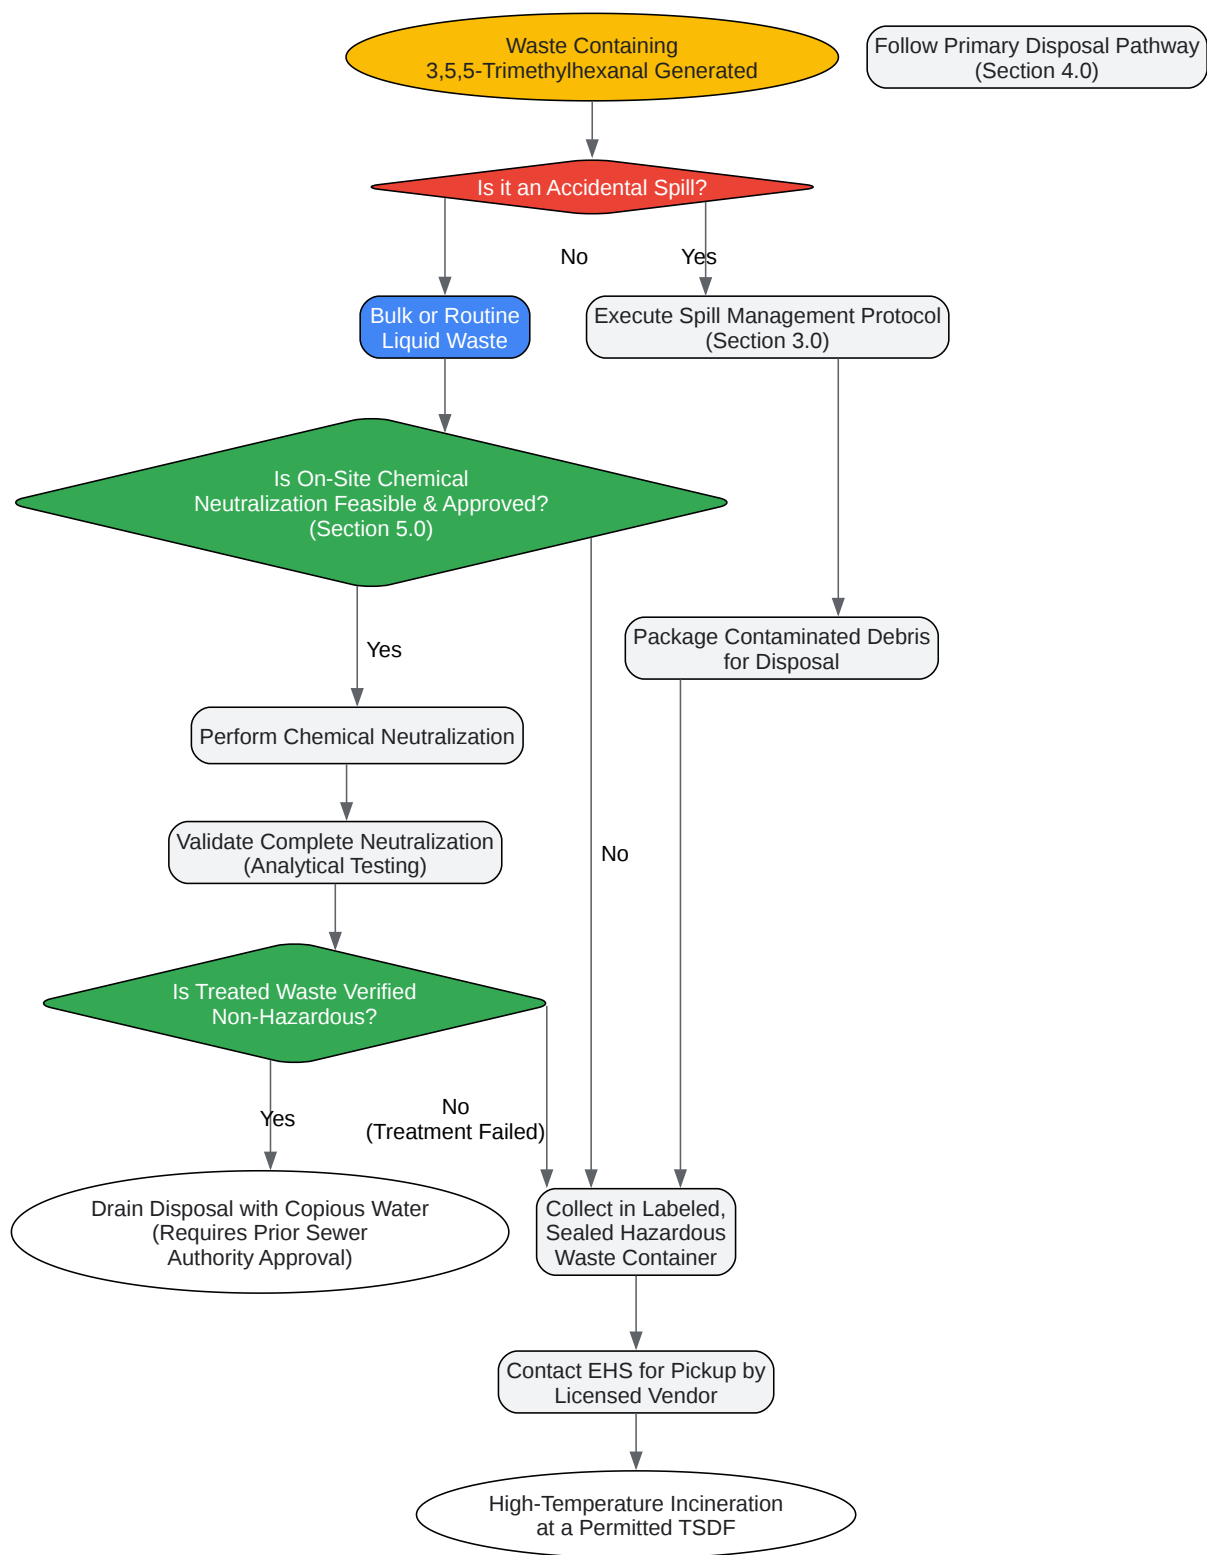 Waste Containing
3,5,5-Trimethylhexanal Generated
Follow Primary Disposal Pathway
(Section 4.0)
Is it an Accidental Spill?
No
Yes
Bulk or Routine
Liquid Waste
Execute Spill Management Protocol
(Section 3.0)
Is On-Site Chemical
Neutralization Feasible & Approved?
(Section 5.0)
Package Contaminated Debris
for Disposal
Yes
Perform Chemical Neutralization
Validate Complete Neutralization
(Analytical Testing)
No
Is Treated Waste Verified
Non-Hazardous?
Yes
No
(Treatment Failed)
Drain Disposal with Copious Water
(Requires Prior Sewer
Authority Approval)
Collect in Labeled,
Sealed Hazardous
Waste Container
Contact EHS for Pickup by
Licensed Vendor
High-Temperature Incineration
at a Permitted TSDF